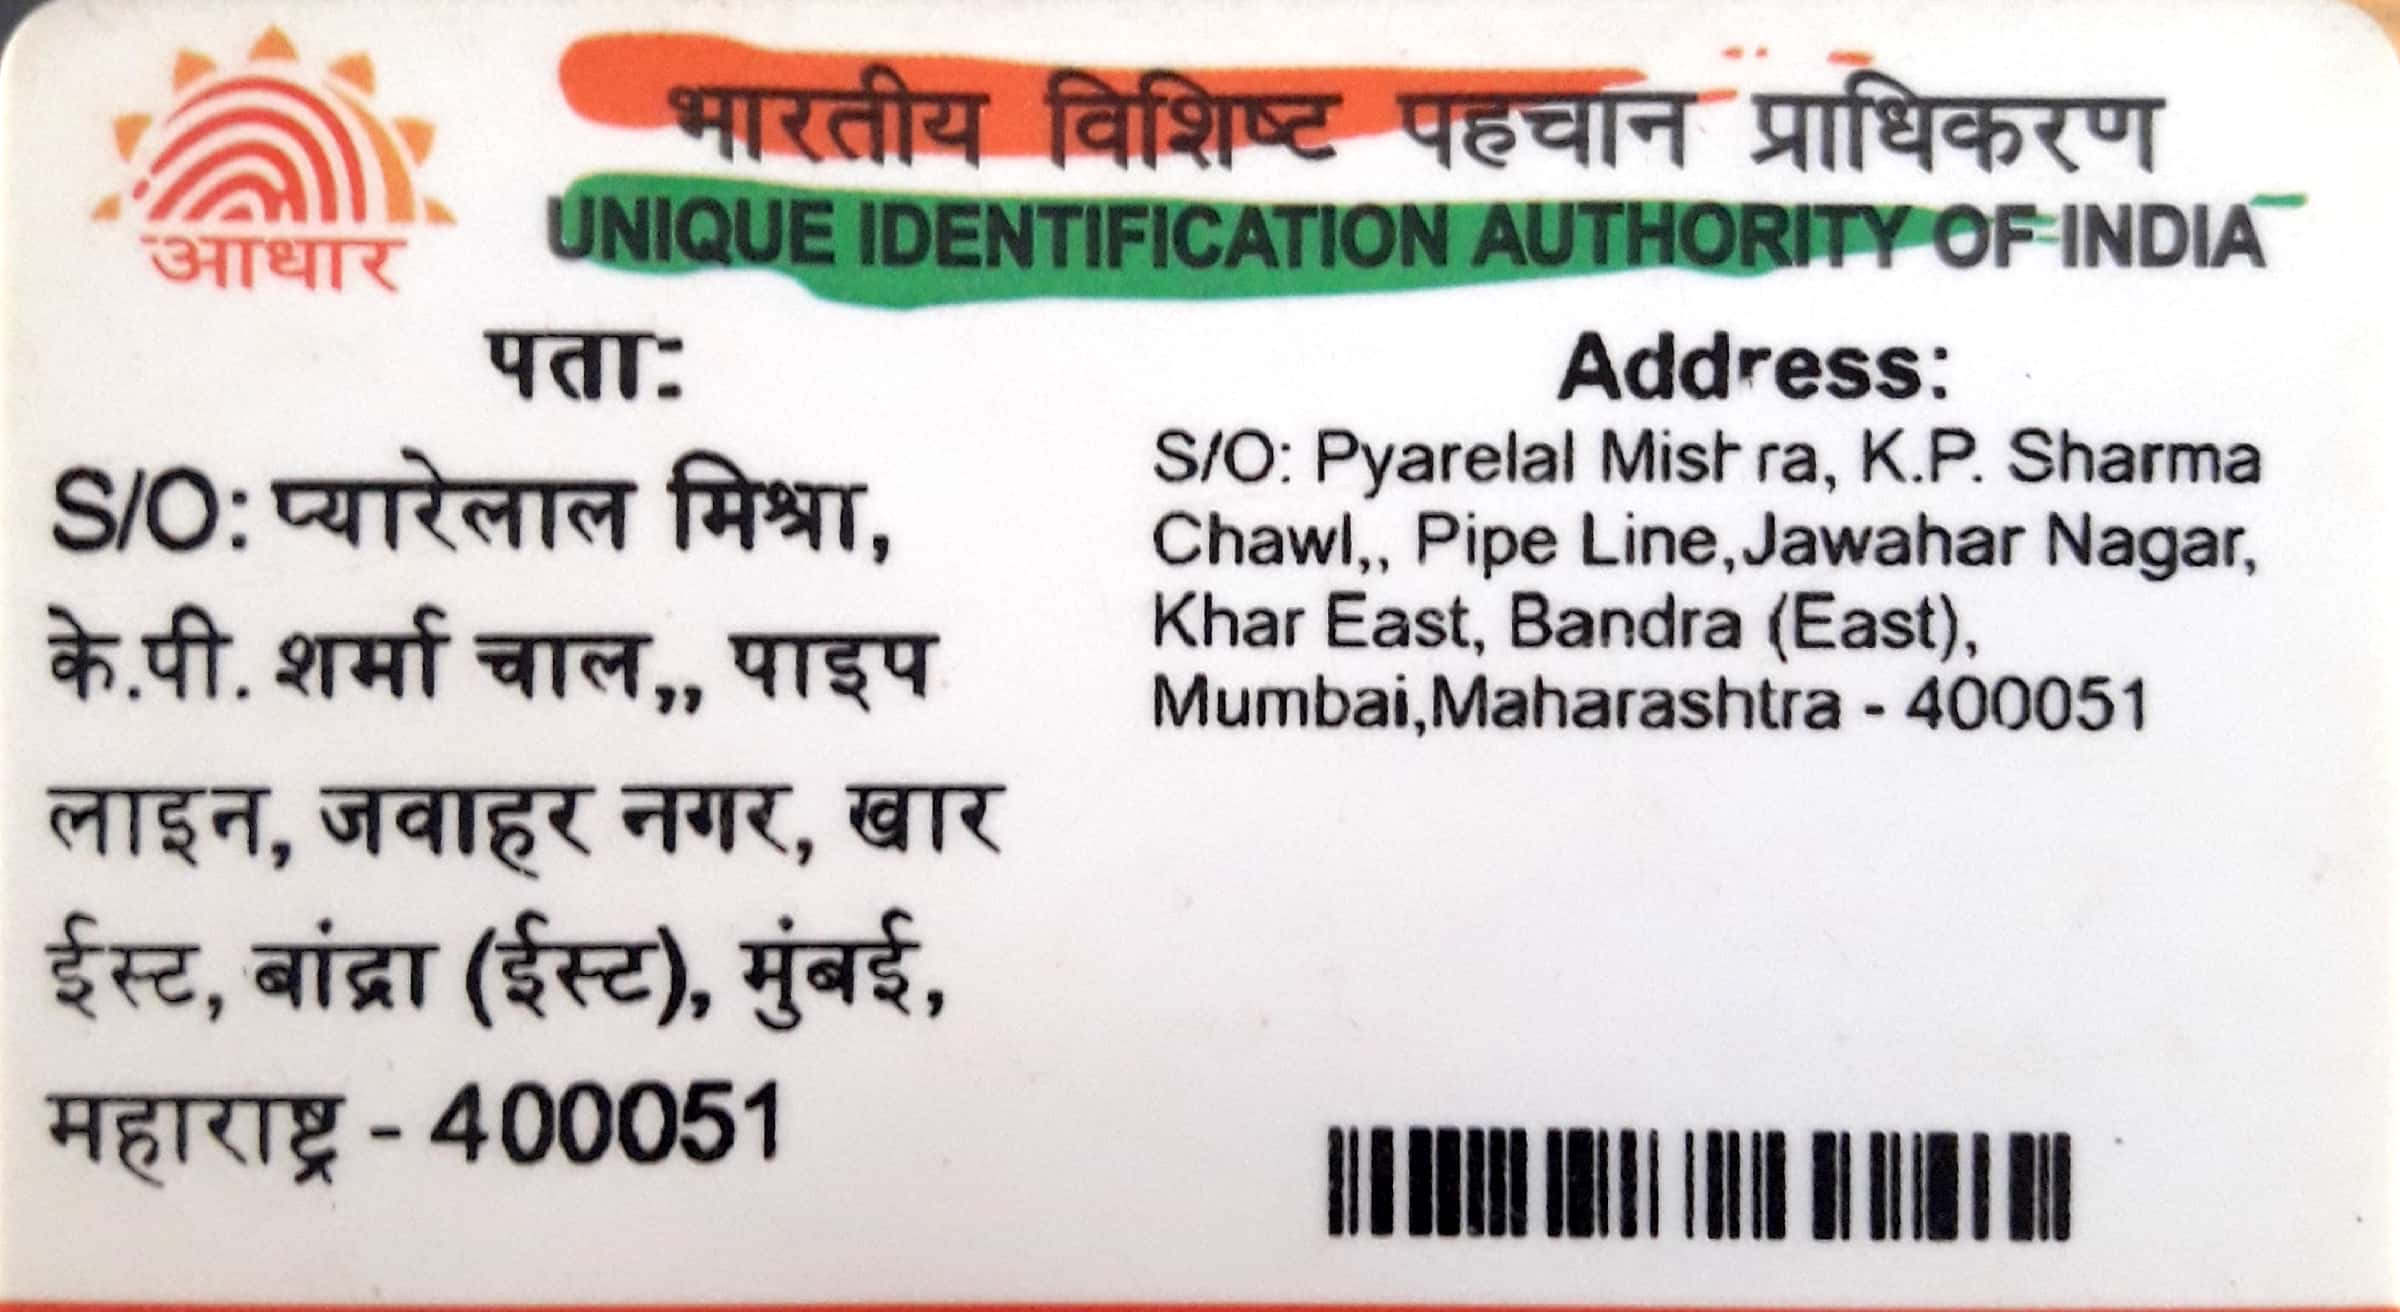 भारतीय विशिष्ट पहचान प्राधिकरण
UNIQUE IDENTIFICATION AUTHORITY OF INDIA
आधार
पता:
S/O: प्यारेलाल मिश्रा,
के.पी. शर्मा चाल,, पाइप
लाइन, जवाहर नगर, खार
ईस्ट, बांद्रा (ईस्ट), मुंबई,
महाराष्ट्र - 400051
Address:
S/O: Pyarelal Mishra, K.P. Sharma
Chawl,, Pipe Line,Jawahar Nagar,
Khar East, Bandra (East),
Mumbai,Maharashtra - 400051